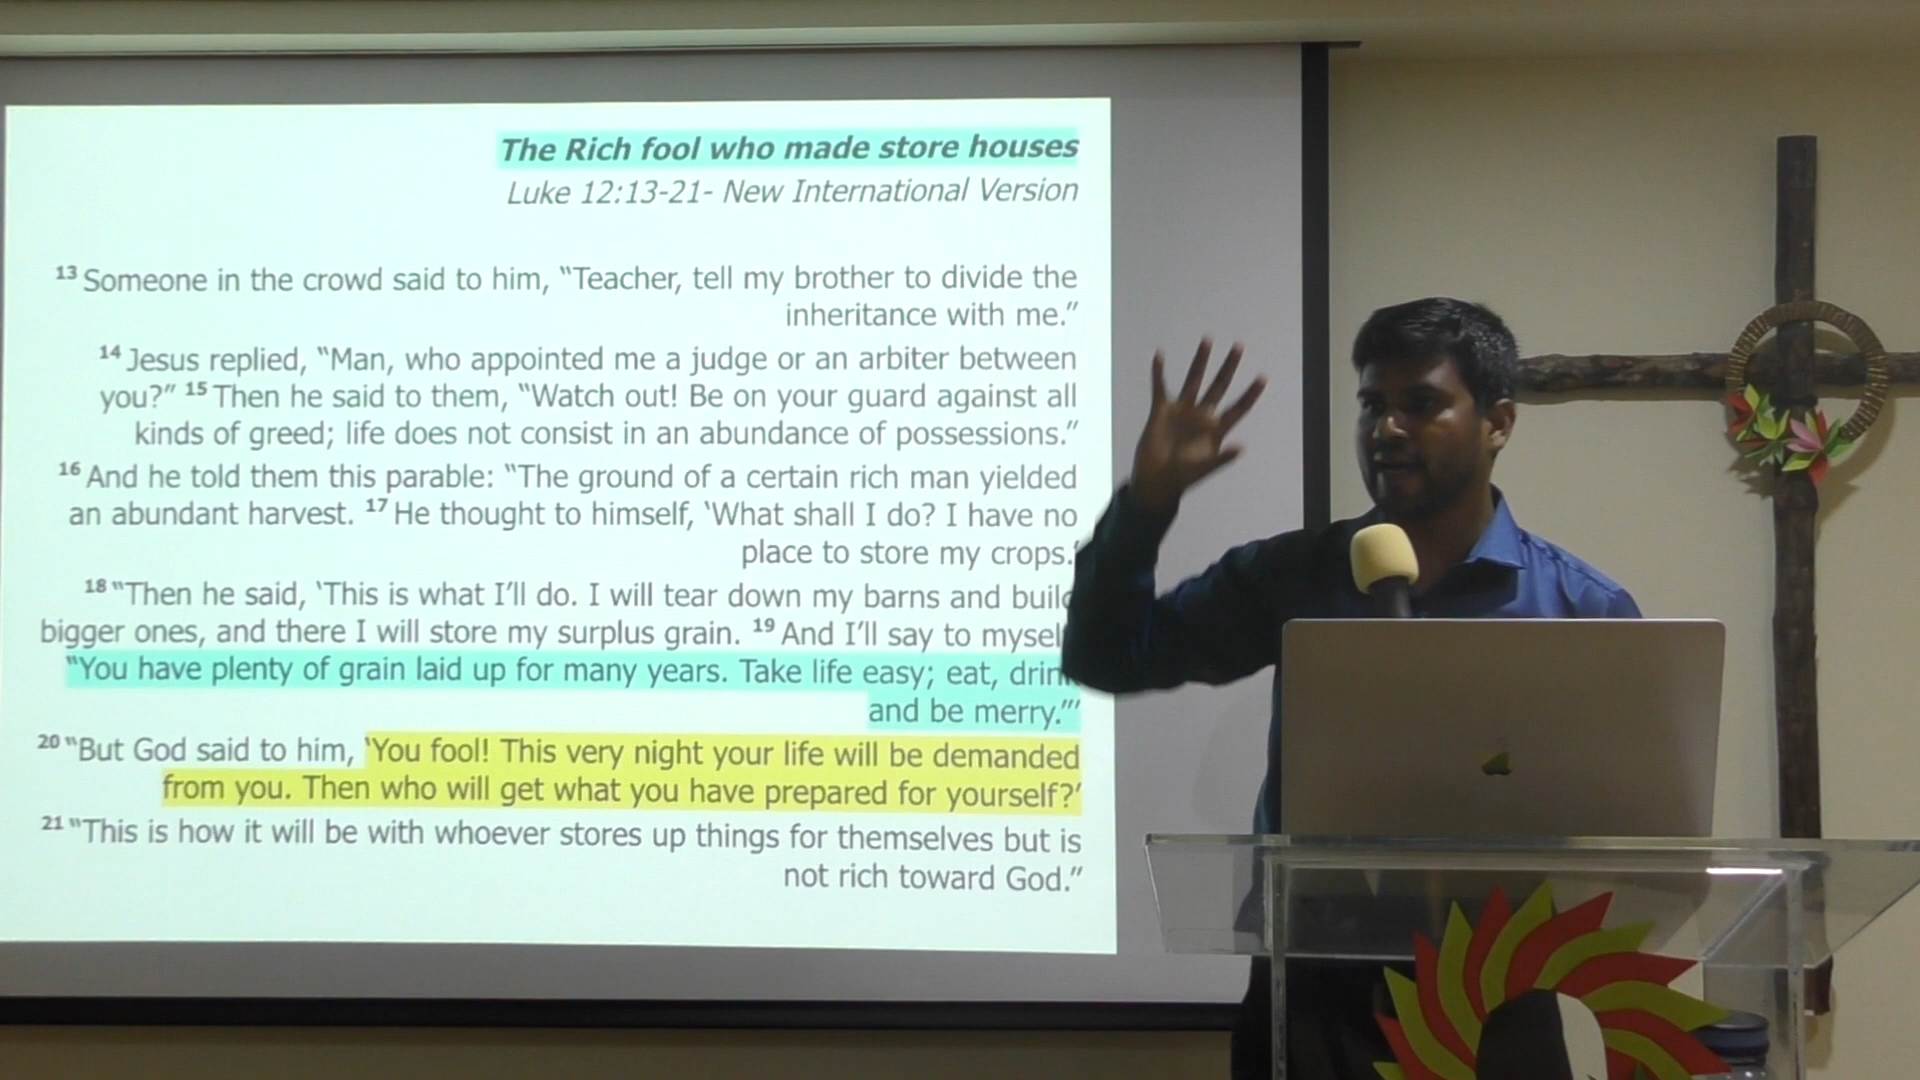 The Rich fool who made store houses
Luke 12:13-21- New International Version
13 Someone in the crowd said to him, “Teacher, tell my brother to divide the
inheritance with me.”
14 Jesus replied, “Man, who appointed me a judge or an arbiter between
you?” 15 Then he said to them, “Watch out! Be on your guard against all
kinds of greed; life does not consist in an abundance of possessions.”
16 And he told them this parable: “The ground of a certain rich man yielded
an abundant harvest. 17 He thought to himself, ‘What shall I do? I have no
place to store my crops.’
18 “Then he said, ‘This is what I’ll do. I will tear down my barns and build
bigger ones, and there I will store my surplus grain. 19 And I’ll say to myself
“You have plenty of grain laid up for many years. Take life easy; eat, drink
and be merry.”’
20 “But God said to him, ‘You fool! This very night your life will be demanded
from you. Then who will get what you have prepared for yourself?’
21 “This is how it will be with whoever stores up things for themselves but is
not rich toward God.”